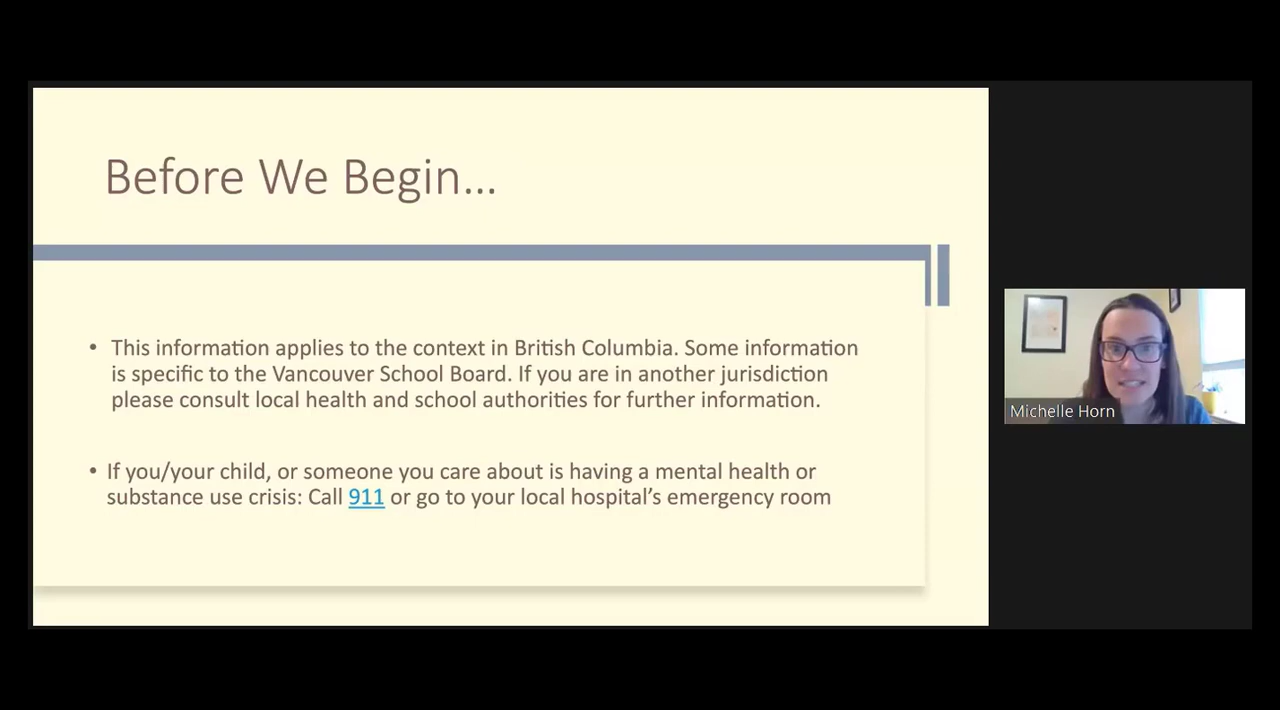 Before We Begin...
• This information applies to the context in British Columbia. Some information
is specific to the Vancouver School Board. If you are in another jurisdiction
please consult local health and school authorities for further information.
• If you/your child, or someone you care about is having a mental health or
substance use crisis: Call 911 or go to your local hospital’s emergency room
Michelle Horn